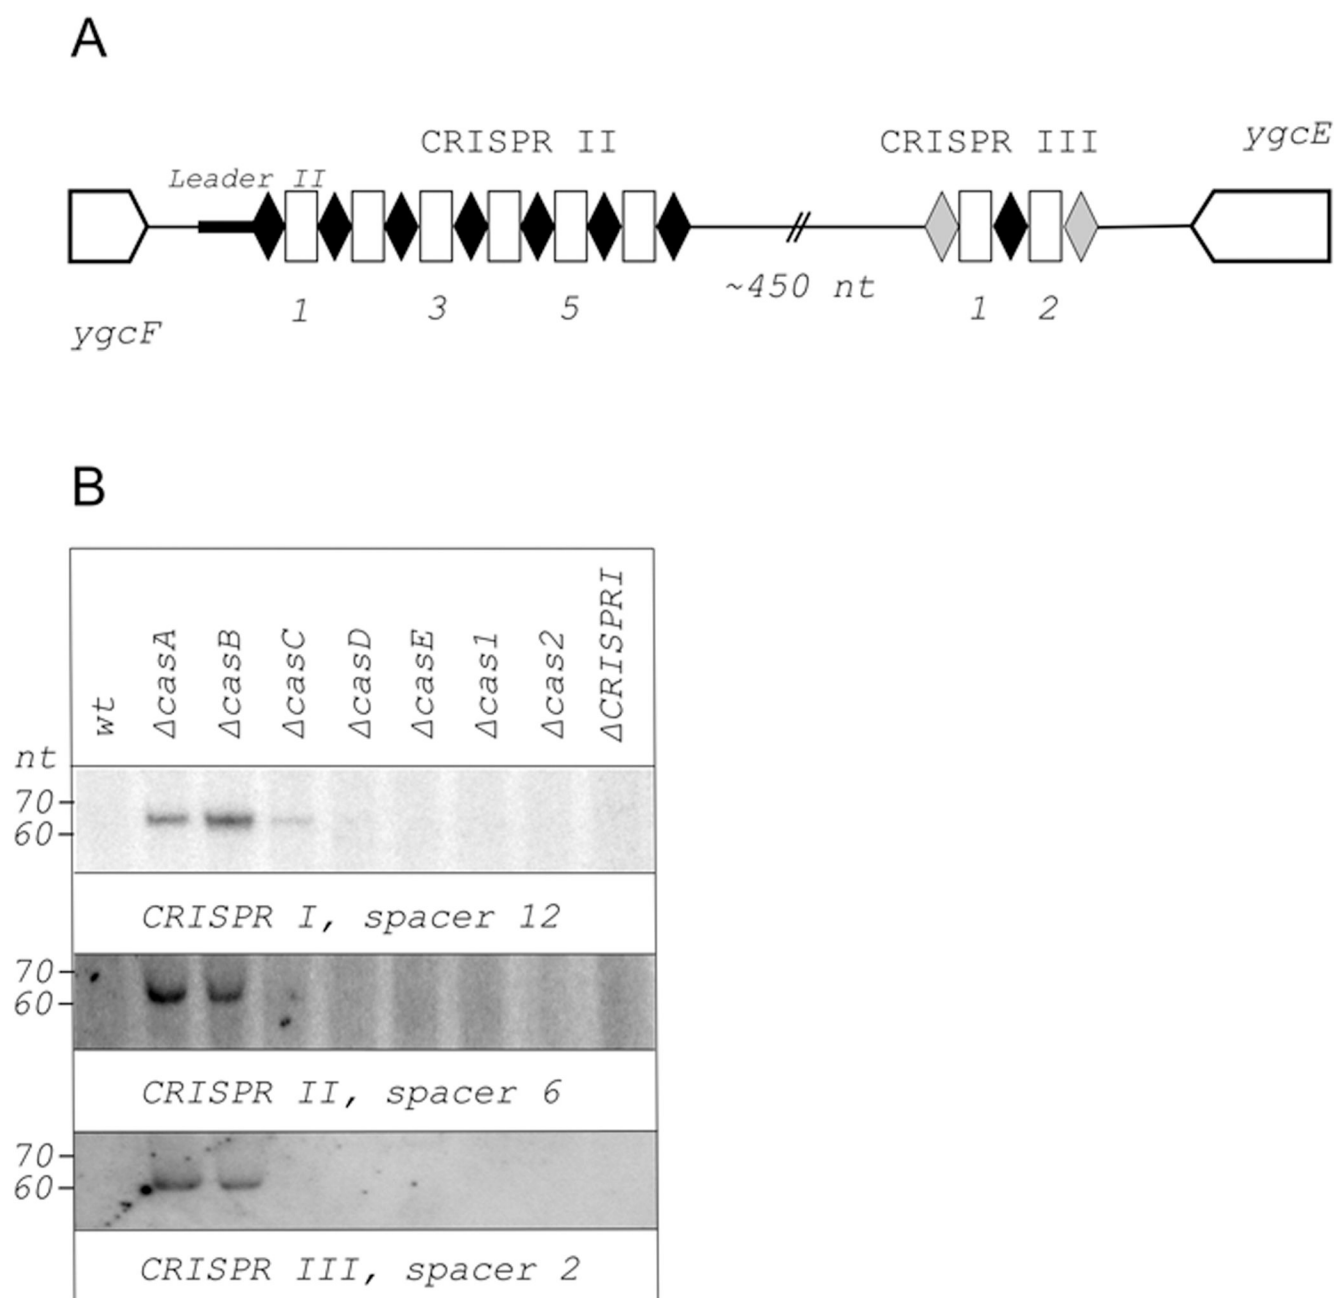 A
CRISPR II CRISPR III ygcE
Leader II
~450 nt
1 3 5 1 2
ygcF
B
wt ΔcasA ΔcasB ΔcasC ΔcasD ΔcasE Δcas1 Δcas2 ΔCRISPRI
nt
70
60
CRISPR I, spacer 12
70
60
CRISPR II, spacer 6
70
60
CRISPR III, spacer 2